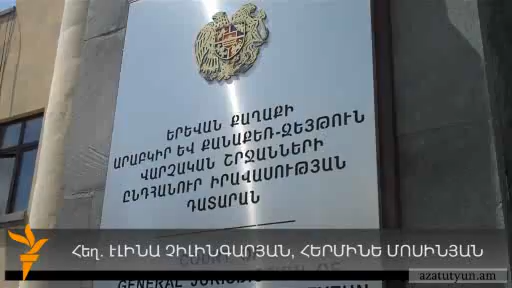 ԵՐԵՎԱՆ ՔԱՂԱՔԻ
ԱՐԱԲԿԻՐ ԵՎ ՔԱՆԱՔԵՌ-ԶԵՅԹՈՒՆ
ՎԱՐՉԱԿԱՆ ՇՐՋԱՆՆԵՐԻ
ԸՆԴՀԱՆՈՒՐ ԻՐԱՎԱՍՈՒԹՅԱՆ
ԴԱՏԱՐԱՆ
Հեղ. ԷԼԻՆԱ ՉԻԼԻՆԳԱՐՅԱՆ, ՀԵՐՄԻՆԵ ՄՈՍԻՆՅԱՆ
GENERAL
azatutyun.am